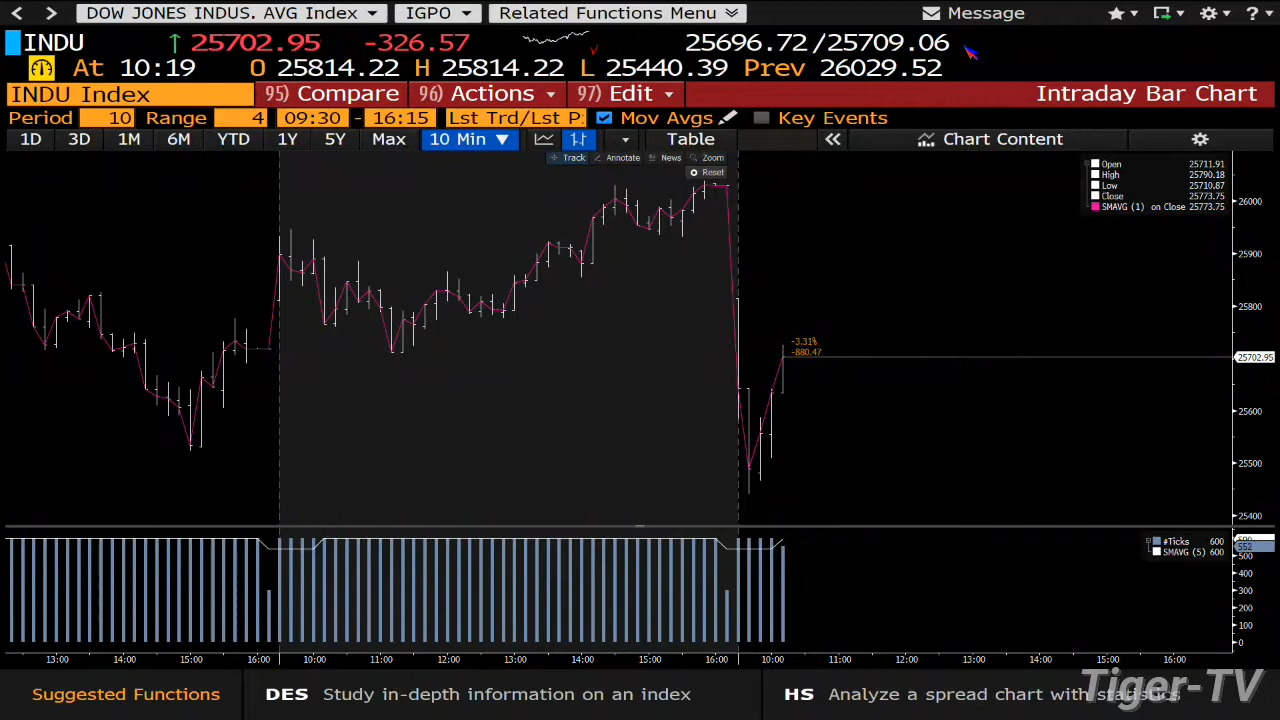 DOW JONES INDUS. AVG Index IGPO Related Functions Menu Message ?
INDU 25702.95 -326.57 25696.72/25709.06
At 10:19 O 25814.22 H 25814.22 L 25440.39 Prev 26029.52
INDU Index 95) Compare 96) Actions 97) Edit Intraday Bar Chart
Period 10 Range 4 09:30 - 16:15 Lst Trd/Lst P Mov Avgs Key Events
1D 3D 1M 6M YTD 1Y 5Y Max 10 Min Table Chart Content
Track Annotate News Zoom
Reset
Open 25711.91
High 25790.18
Low 25710.87
Close 25773.75
SMAVG (1) on Close 25773.75
26000
25900
25800
-3.31%
-880.47
25702.95
25600
25500
25400
#Ticks 600
SMAVG (5) 600
552
500
400
300
200
100
0
13:00 14:00 15:00 16:00 10:00 11:00 12:00 13:00 14:00 15:00 16:00 10:00 11:00 12:00 13:00 14:00 15:00 16:00
Suggested Functions DES Study in-depth information on an index HS Analyze a spread chart with statistics
Tiger-TV